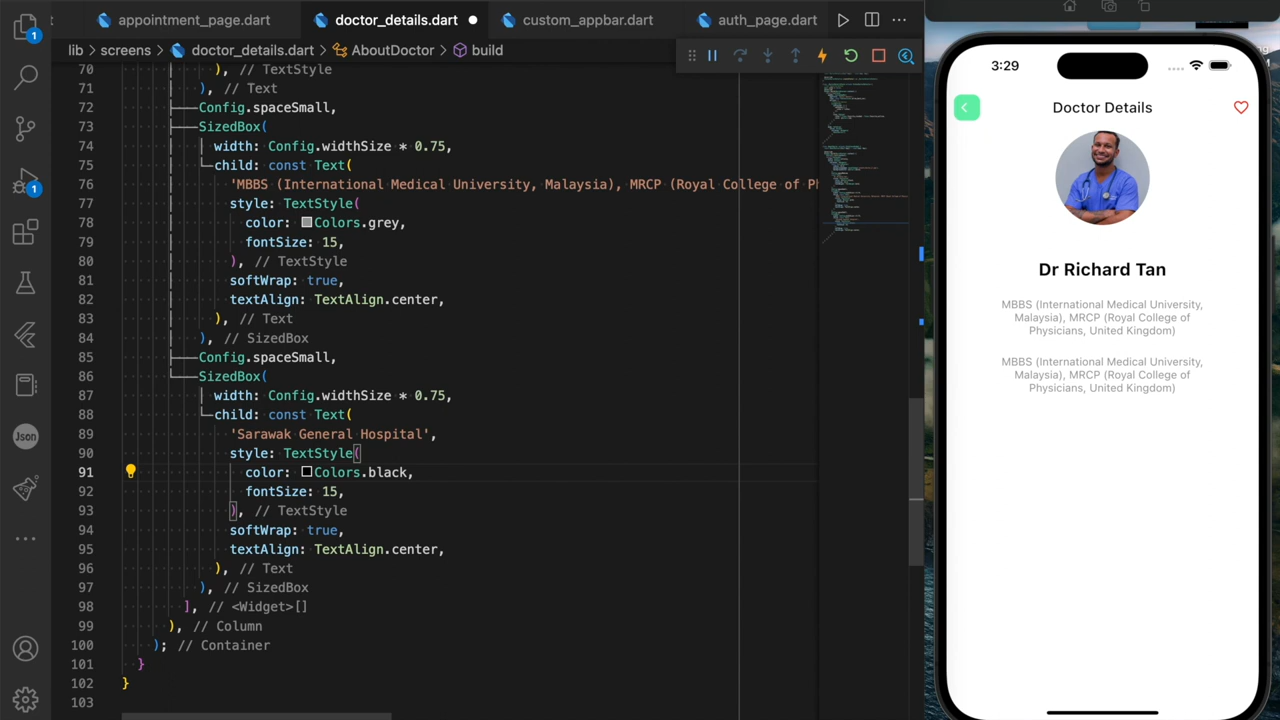 appointment_page.dart
doctor_details.dart
custom_appbar.dart
auth_page.dart
lib > screens > doctor_details.dart > AboutDoctor > build
1
1
Json
70 ), // TextStyle
71 ), // Text
72 Config.spaceSmall,
73 SizedBox(
74 width: Config.widthSize * 0.75,
75 child: const Text(
76 'MBBS (International Medical University, Malaysia), MRCP (Royal College of Ph
77 style: TextStyle(
78 color: Colors.grey,
79 fontSize: 15,
80 ), // TextStyle
81 softWrap: true,
82 textAlign: TextAlign.center,
83 ), // Text
84 ), // SizedBox
85 Config.spaceSmall,
86 SizedBox(
87 width: Config.widthSize * 0.75,
88 child: const Text(
89 'Sarawak General Hospital',
90 style: TextStyle(
91 color: Colors.black,
92 fontSize: 15,
93 ), // TextStyle
94 softWrap: true,
95 textAlign: TextAlign.center,
96 ), // Text
97 ), // SizedBox
98 ], // <Widget>[]
99 ), // Column
100 ); // Container
101 }
102 }
103
3:29
Doctor Details
Dr Richard Tan
MBBS (International Medical University,
Malaysia), MRCP (Royal College of
Physicians, United Kingdom)
MBBS (International Medical University,
Malaysia), MRCP (Royal College of
Physicians, United Kingdom)